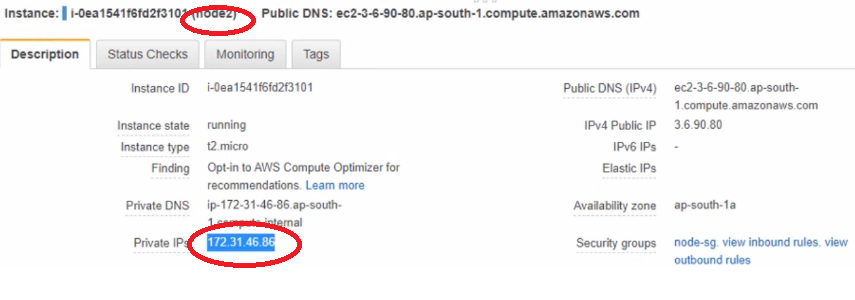 Instance: i-0ea1541f6fd2f3101 (node2) Public DNS: ec2-3-6-90-80.ap-south-1.compute.amazonaws.com
Description Status Checks Monitoring Tags
Instance ID i-0ea1541f6fd2f3101 Public DNS (IPv4) ec2-3-6-90-80.ap-south-
1.compute.amazonaws.com
Instance state running IPv4 Public IP 3.6.90.80
Instance type t2.micro IPv6 IPs -
Finding Opt-in to AWS Compute Optimizer for Elastic IPs
recommendations. Learn more
Private DNS ip-172-31-46-86.ap-south- Availability zone ap-south-1a
1.compute.internal
Private IPs 172.31.46.86 Security groups node-sg. view inbound rules. view
outbound rules